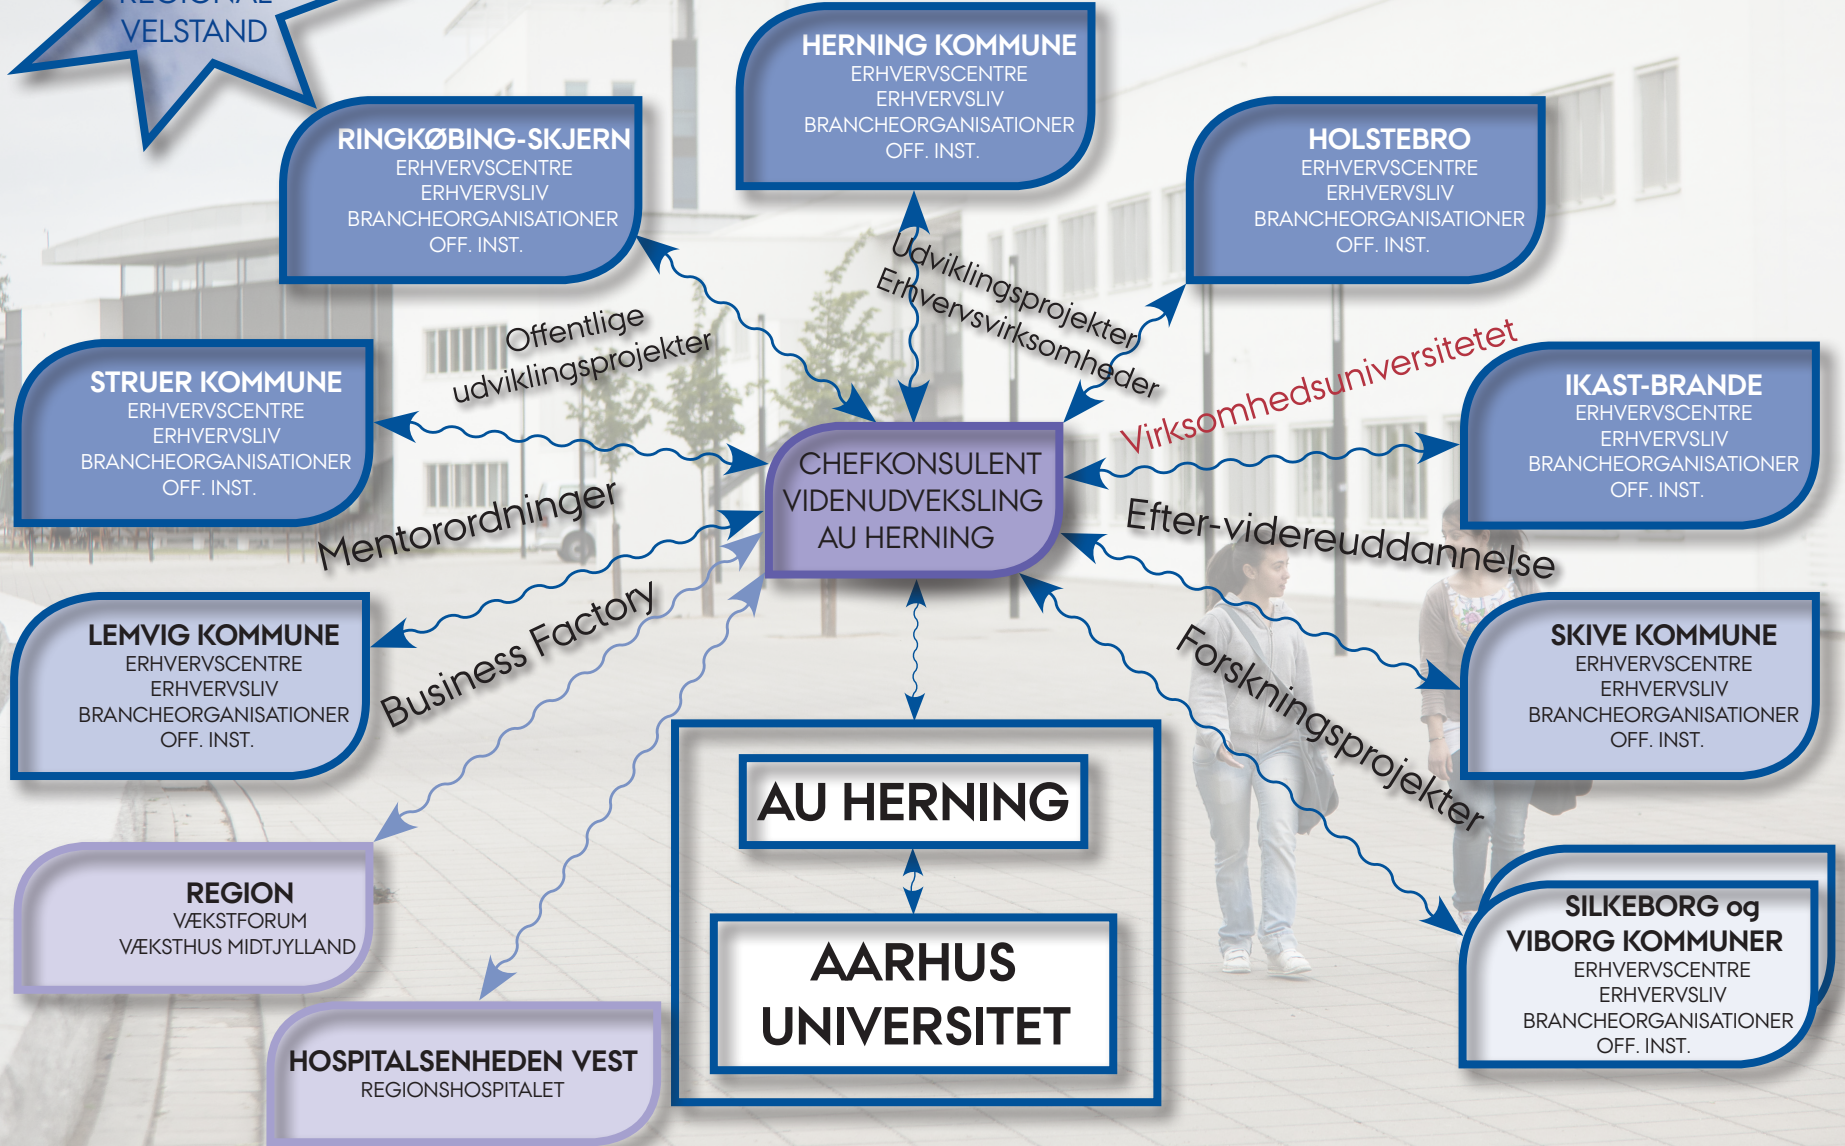 REGIONAL
VELSTAND
HERNING KOMMUNE
ERHVERVSCENTRE
ERHVERVSLIV
BRANCHEORGANISATIONER
OFF. INST.
RINGKØBING-SKJERN
ERHVERVSCENTRE
ERHVERVSLIV
BRANCHEORGANISATIONER
OFF. INST.
HOLSTEBRO
ERHVERVSCENTRE
ERHVERVSLIV
BRANCHEORGANISATIONER
OFF. INST.
Offentlige
udviklingsprojekter
Udviklingsprojekter
Erhvervsvirksomheder
Virksomhedsuniversitetet
STRUER KOMMUNE
ERHVERVSCENTRE
ERHVERVSLIV
BRANCHEORGANISATIONER
OFF. INST.
IKAST-BRANDE
ERHVERVSCENTRE
ERHVERVSLIV
BRANCHEORGANISATIONER
OFF. INST.
CHEFKONSULENT
VIDENUDVEKSLING
AU HERNING
Mentorordninger
Efter-videreuddannelse
Business Factory
Forskningsprojekter
LEMVIG KOMMUNE
ERHVERVSCENTRE
ERHVERVSLIV
BRANCHEORGANISATIONER
OFF. INST.
SKIVE KOMMUNE
ERHVERVSCENTRE
ERHVERVSLIV
BRANCHEORGANISATIONER
OFF. INST.
AU HERNING
AARHUS
UNIVERSITET
REGION
VÆKSTFORUM
VÆKSTHUS MIDTJYLLAND
SILKEBORG og
VIBORG KOMMUNER
ERHVERVSCENTRE
ERHVERVSLIV
BRANCHEORGANISATIONER
OFF. INST.
HOSPITALSENHEDEN VEST
REGIONSHOSPITALET